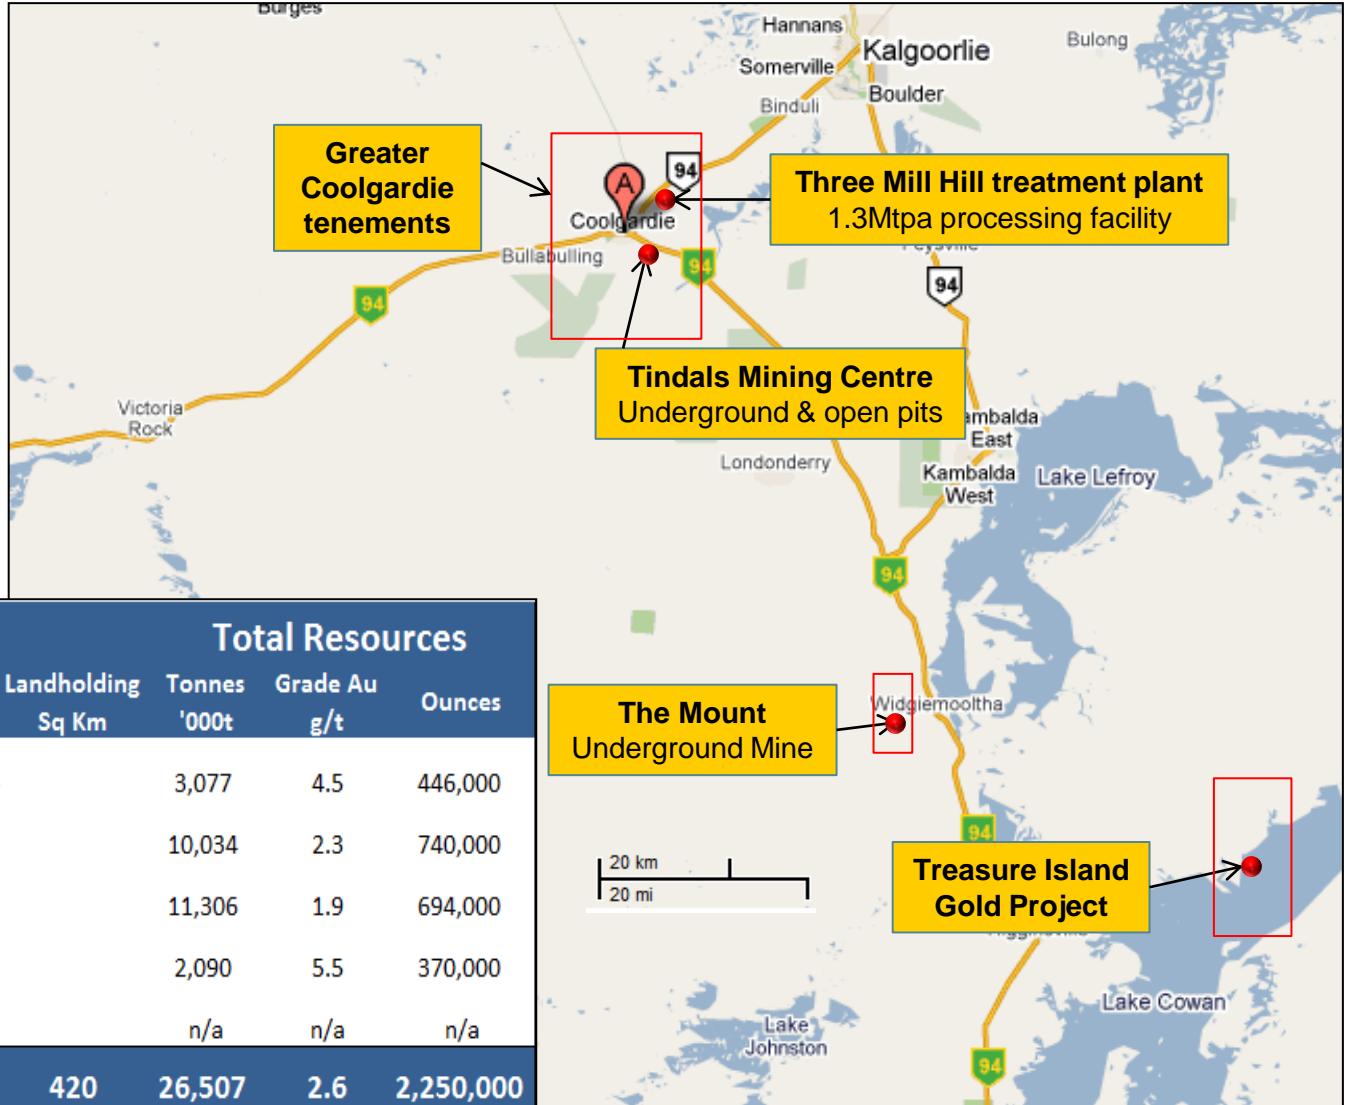 Burges
Hannans
Kalgoorlie
Bulong
Somerville
Boulder
Binduli
Greater
Coolgardie
tenements
94
A
Three Mill Hill treatment plant
1.3Mtpa processing facility
Coolgardie
Bullabulling
94
Feysville
94
94
Tindals Mining Centre
Underground & open pits
Victoria
Rock
ambalda
East
Londonderry
Kambalda
West
Lake Lefroy
94
Total Resources
Landholding
Sq Km
Tonnes
'000t
Grade Au
g/t
Ounces
3,077 4.5 446,000
10,034 2.3 740,000
11,306 1.9 694,000
2,090 5.5 370,000
n/a n/a n/a
420 26,507 2.6 2,250,000
The Mount
Underground Mine
Widgiemooltha
94
20 km
20 mi
Treasure Island
Gold Project
Lake Cowan
Lake
Johnston
94